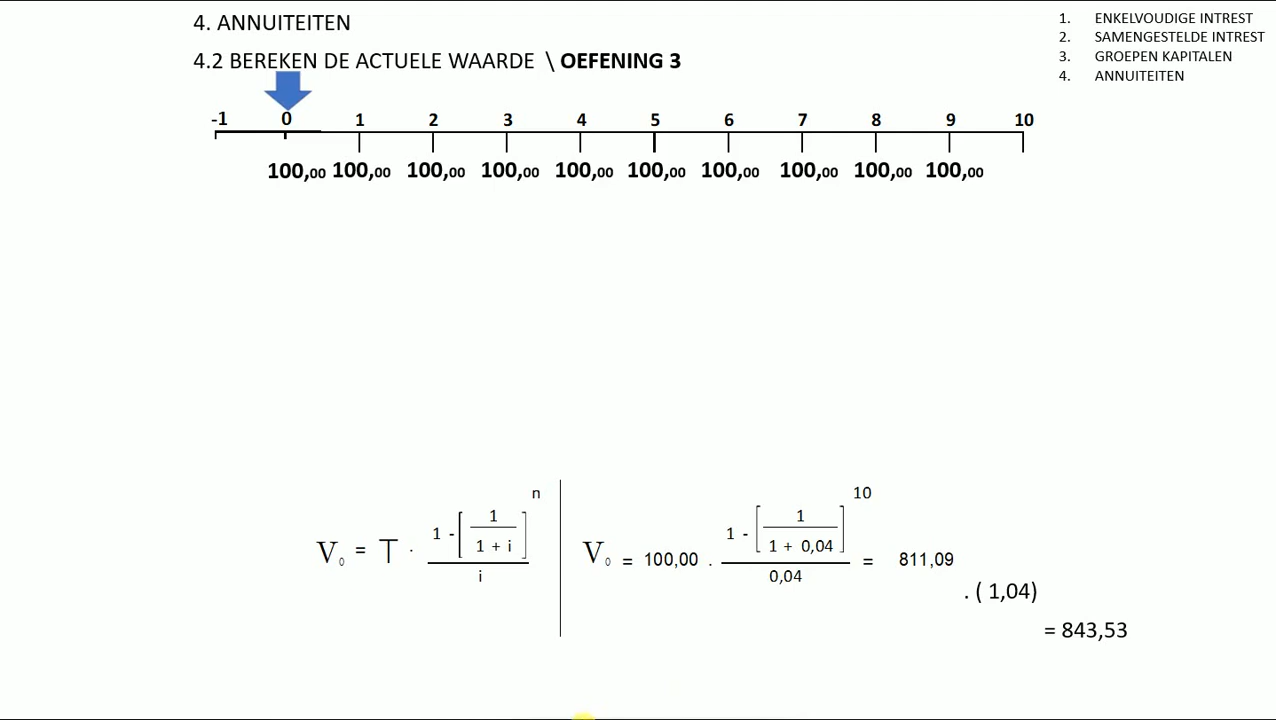 4. ANNUITEITEN
4.2 BEREKEN DE ACTUELE WAARDE \ OEFENING 3
1. ENKELVOUDIGE INTREST
2. SAMENGESTELDE INTREST
3. GROEPEN KAPITALEN
4. ANNUITEITEN
-1 0 1 2 3 4 5 6 7 8 9 10
100,00 100,00 100,00 100,00 100,00 100,00 100,00 100,00 100,00 100,00
V₀ = T · 1 - [ 1 / 1 + i ] n / i
V₀ = 100,00 . 1 - [ 1 / 1 + 0,04 ] 10 / 0,04 = 811,09
. ( 1,04)
= 843,53